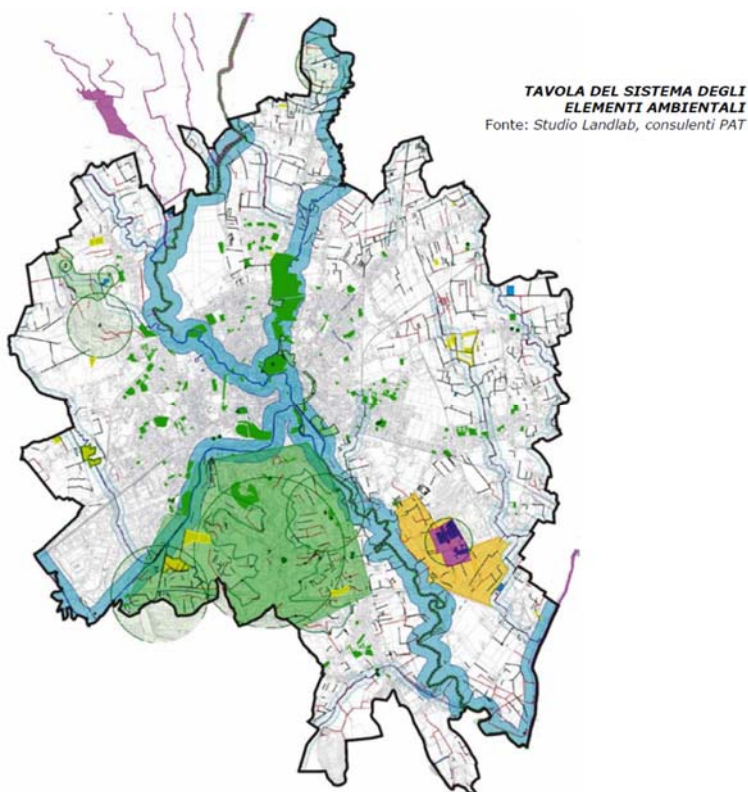 TAVOLA DEL SISTEMA DEGLI
ELEMENTI AMBIENTALI
Fonte: Studio Landlab, consulenti PAT